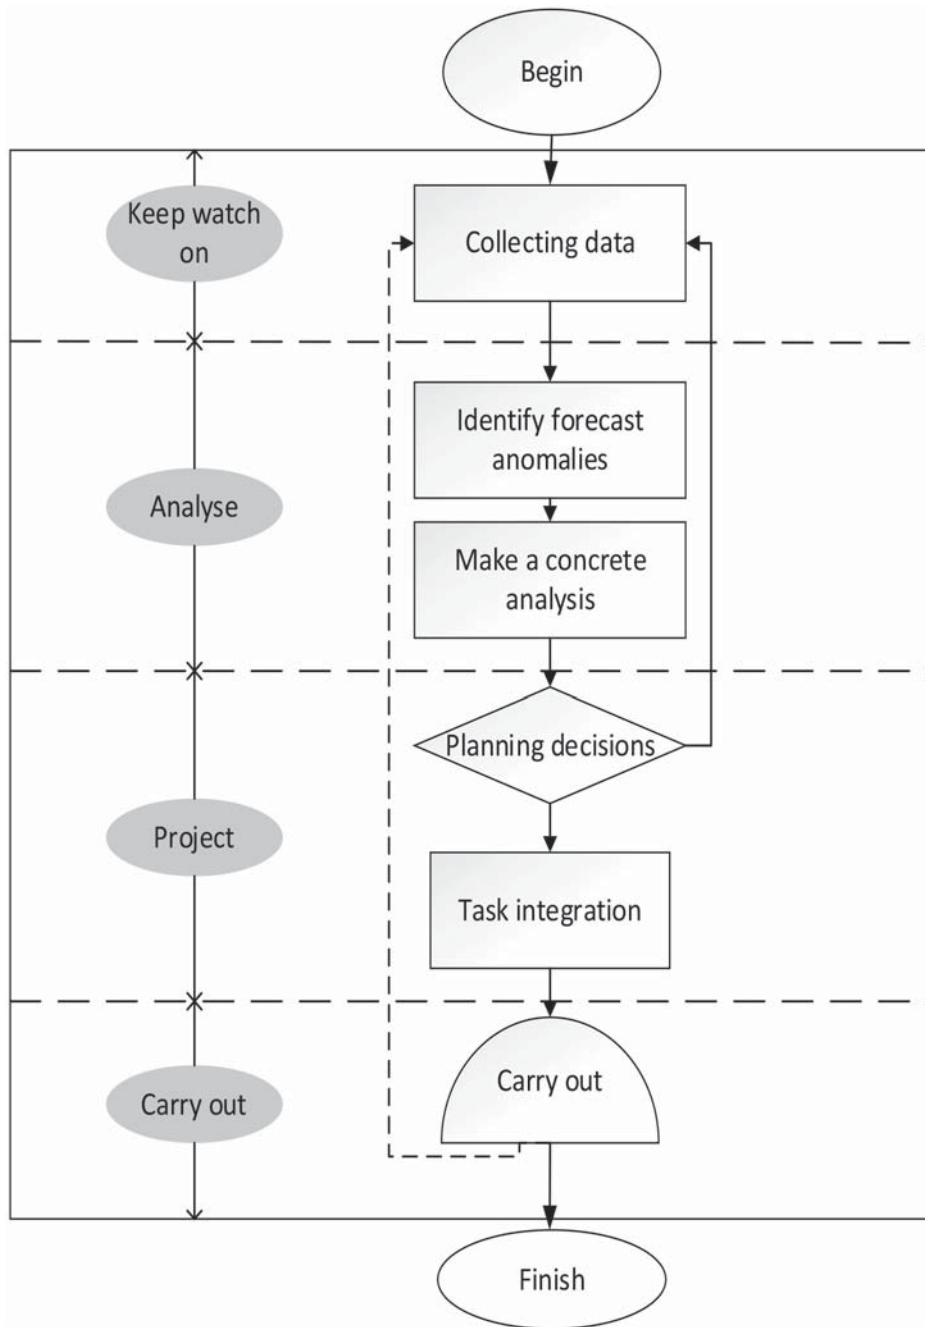 Begin
Keep watch
on
Collecting data
Identify forecast
anomalies
Analyse
Make a concrete
analysis
Planning decisions
Project
Task integration
Carry out
Carry out
Finish